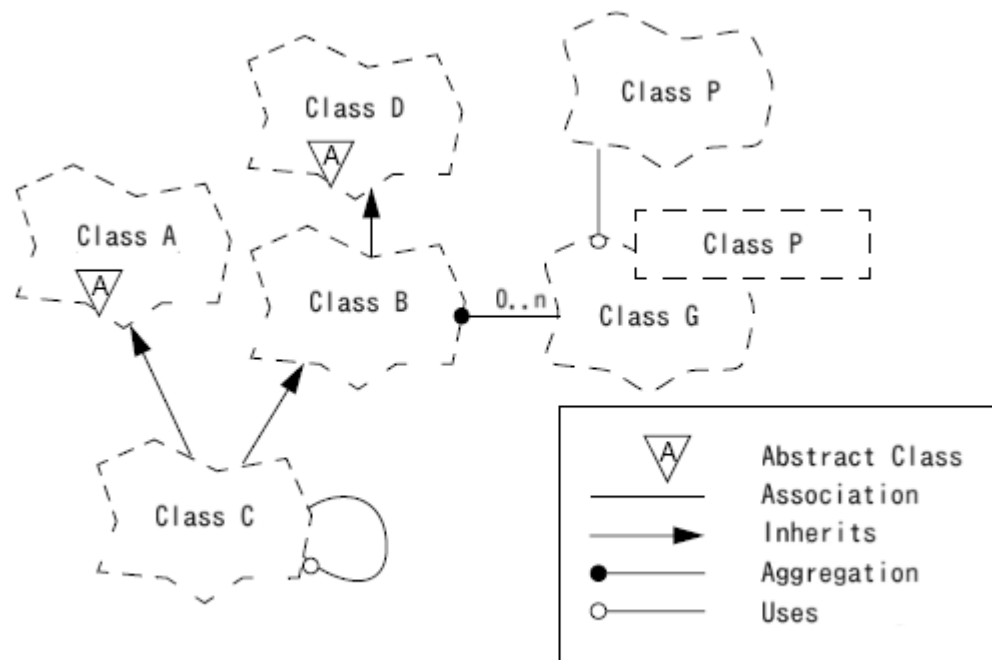 Class D
A
Class P
Class A
A
Class P
Class B
0..n
Class G
Class C
A
Abstract Class
Association
Inherits
Aggregation
Uses